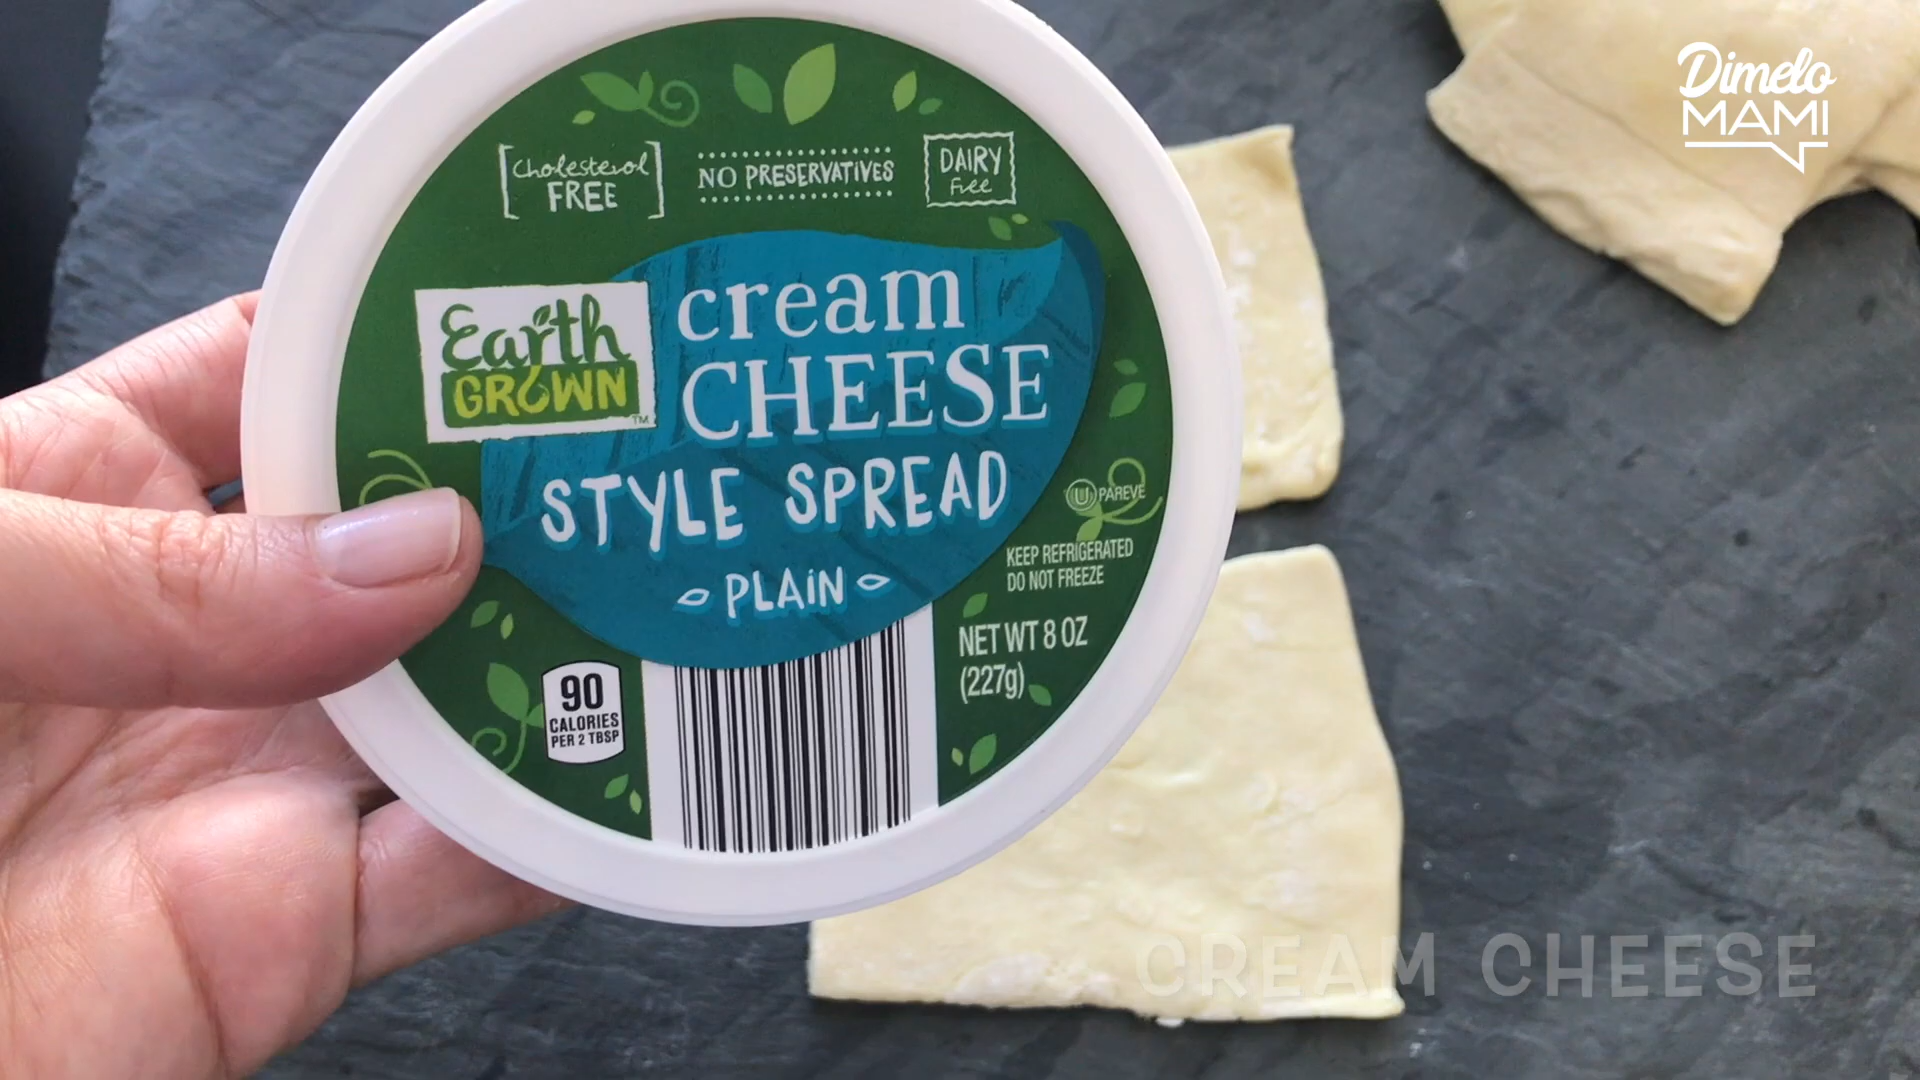 Dimelo
MAMI
Cholesterol
FREE
NO PRESERVATIVES
DAIRY
Free
Earth
GROWN
TM
cream
CHEESE
STYLE SPREAD
PLAIN
U PAREVE
KEEP REFRIGERATED
DO NOT FREEZE
NET WT 8 OZ
(227g)
90
CALORIES
PER 2 TBSP
CREAM CHEESE